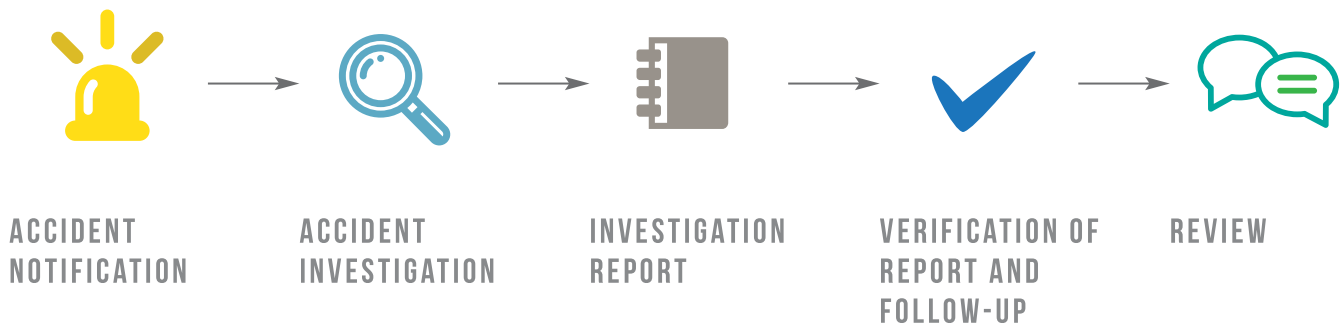 ACCIDENT
NOTIFICATION
ACCIDENT
INVESTIGATION
INVESTIGATION
REPORT
VERIFICATION OF
REPORT AND
FOLLOW-UP
REVIEW